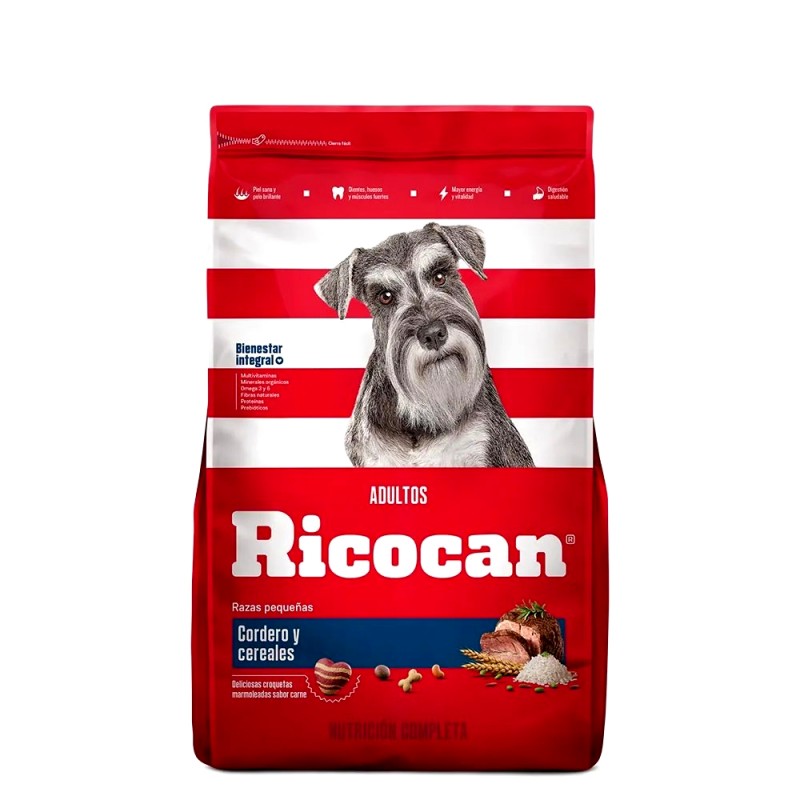 Cierra fácil
Piel sana y
pelo brillante
Dientes, huesos
y músculos fuertes
Mayor energía
y vitalidad
Digestión
saludable
Bienestar
integral
Multivitaminas
Minerales orgánicos
Omega 3 y 6
Fibras naturales
Proteínas
Prebióticos
ADULTOS
Ricocan®
Razas pequeñas
Cordero y
cereales
Deliciosas croquetas
marmoleadas sabor carne
NUTRICIÓN COMPLETA